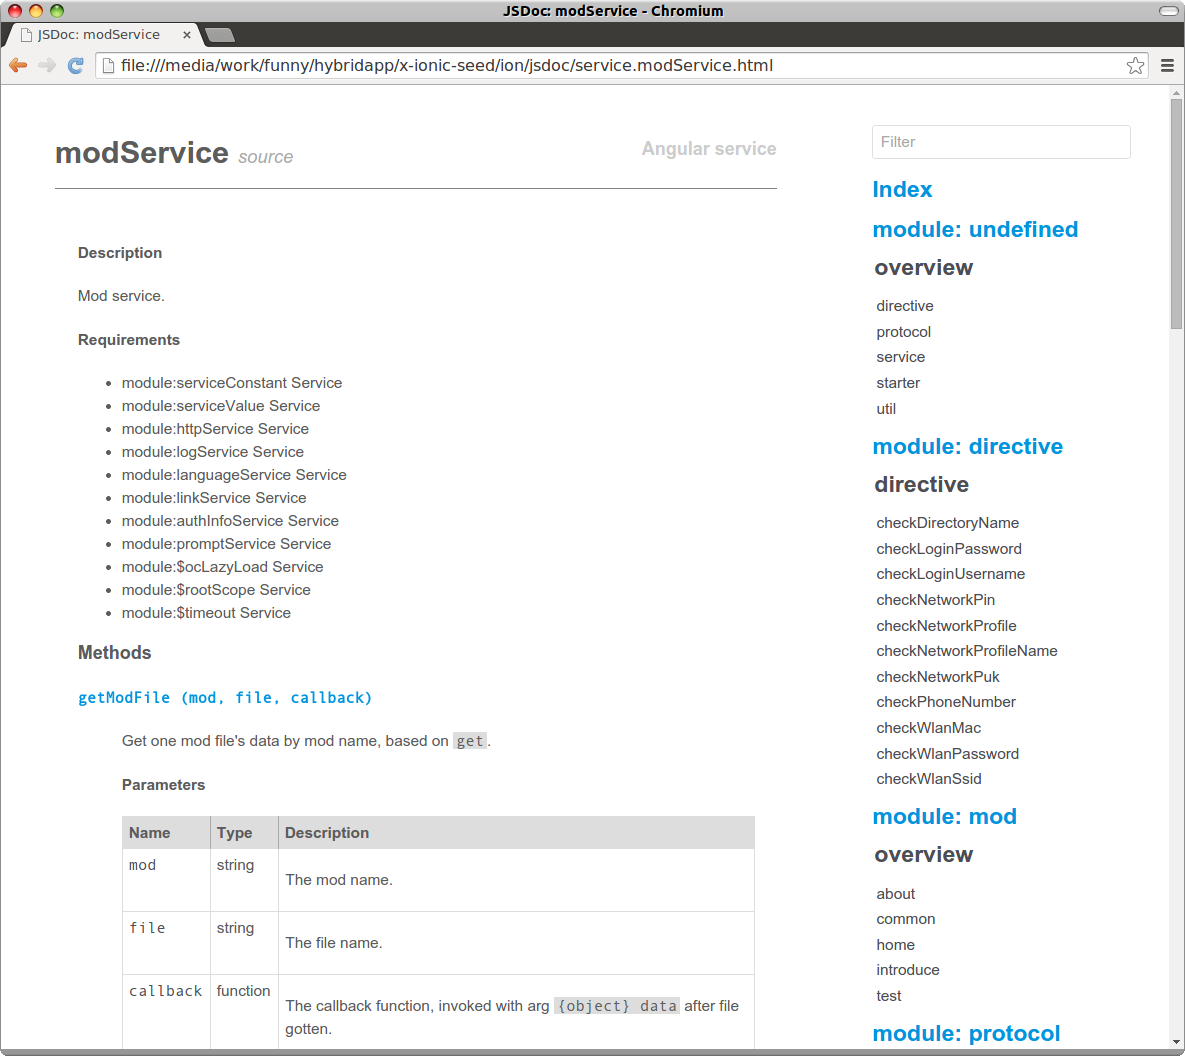 JSDoc: modService - Chromium
JSDoc: modService
file:///media/work/funny/hybridapp/x-ionic-seed/ion/jsdoc/service.modService.html
modService source
Angular service
Description
Mod service.
Requirements
module:serviceConstant Service
module:serviceValue Service
module:httpService Service
module:logService Service
module:languageService Service
module:linkService Service
module:authInfoService Service
module:promptService Service
module:$ocLazyLoad Service
module:$rootScope Service
module:$timeout Service
Methods
getModFile (mod, file, callback)
Get one mod file's data by mod name, based on get.
Parameters
Name Type Description
mod string The mod name.
file string The file name.
callback function The callback function, invoked with arg {object} data after file
gotten.
Filter
Index
module: undefined
overview
directive
protocol
service
starter
util
module: directive
directive
checkDirectoryName
checkLoginPassword
checkLoginUsername
checkNetworkPin
checkNetworkProfile
checkNetworkProfileName
checkNetworkPuk
checkPhoneNumber
checkWlanMac
checkWlanPassword
checkWlanSsid
module: mod
overview
about
common
home
introduce
test
module: protocol